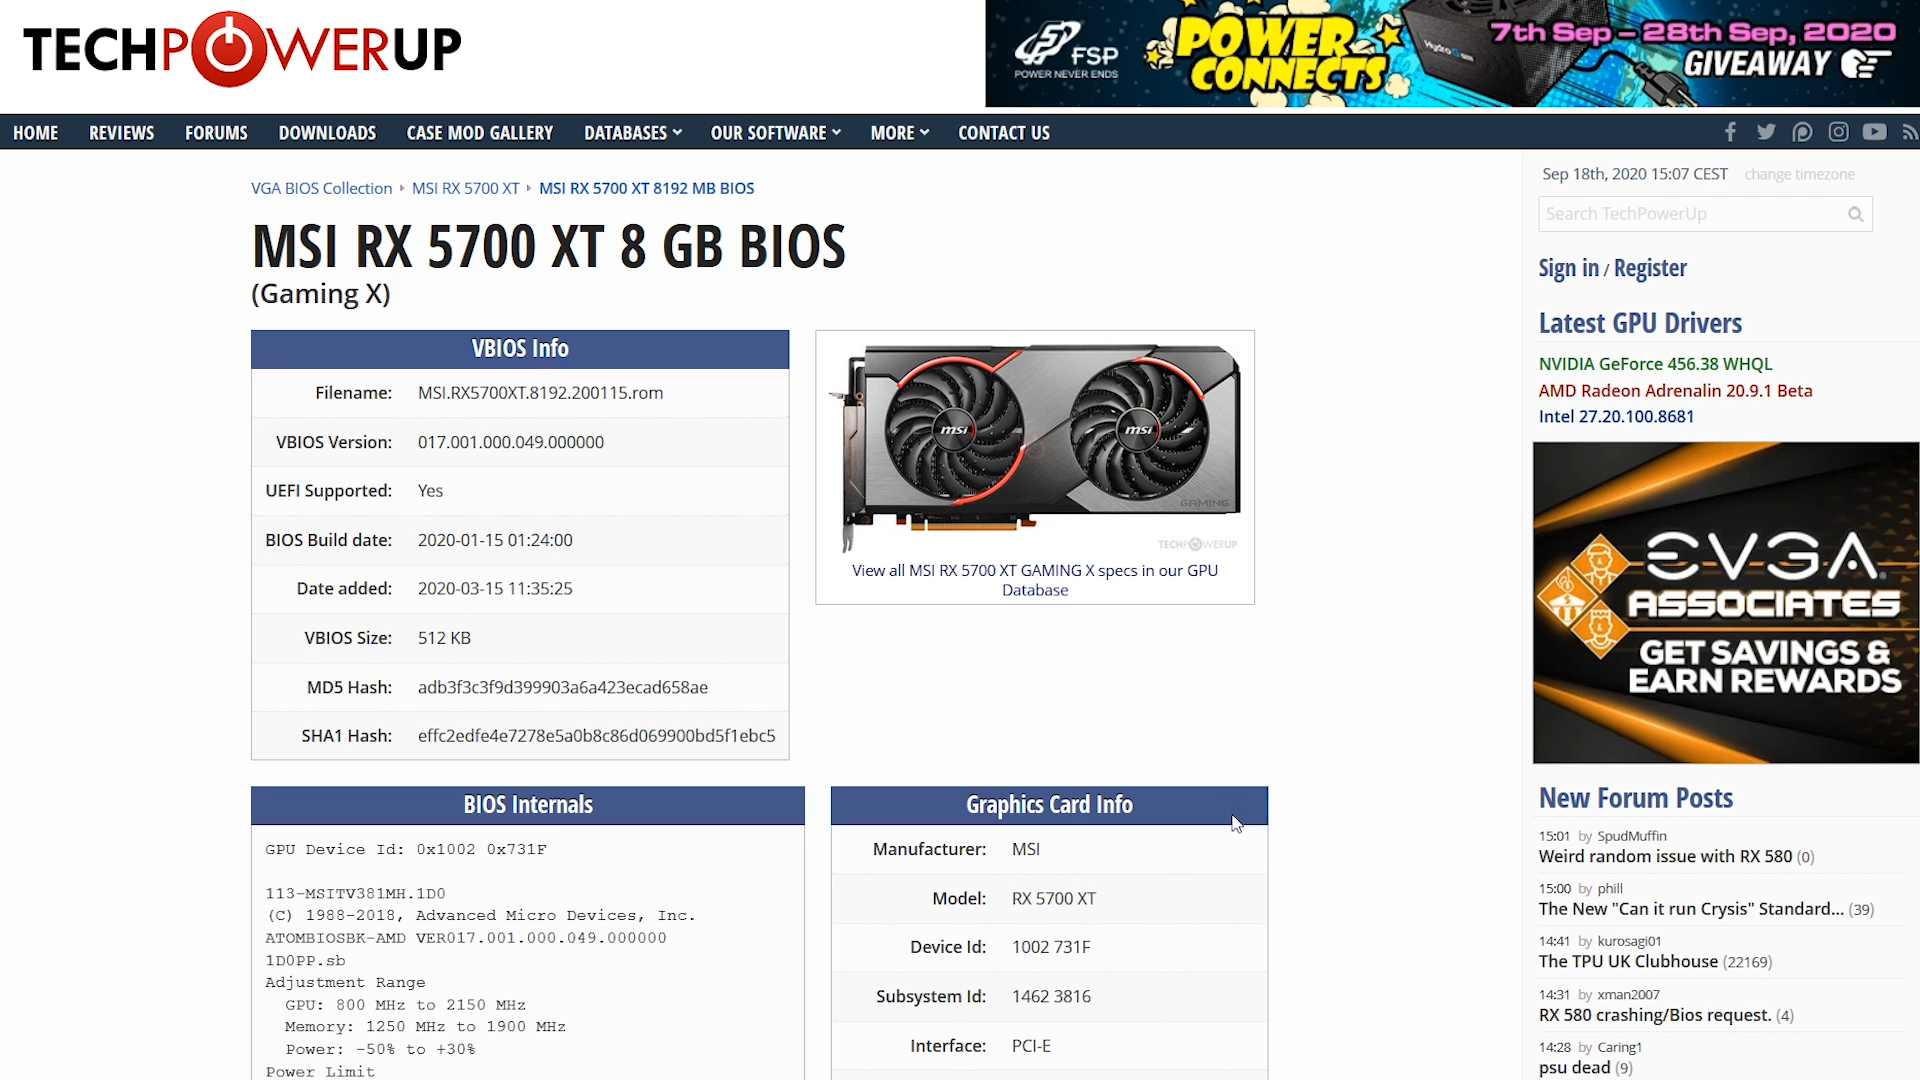 TECHPOWERUP
FSP
POWER NEVER ENDS
POWER
CONNECTS
Hydro G
7th Sep - 28th Sep, 2020
GIVEAWAY
HOME
REVIEWS
FORUMS
DOWNLOADS
CASE MOD GALLERY
DATABASES
OUR SOFTWARE
MORE
CONTACT US
VGA BIOS Collection
MSI RX 5700 XT
MSI RX 5700 XT 8192 MB BIOS
MSI RX 5700 XT 8 GB BIOS
(Gaming X)
VBIOS Info
Filename: MSI.RX5700XT.8192.200115.rom
VBIOS Version: 017.001.000.049.000000
UEFI Supported: Yes
BIOS Build date: 2020-01-15 01:24:00
Date added: 2020-03-15 11:35:25
VBIOS Size: 512 KB
MD5 Hash: adb3f3c3f9d399903a6a423ecad658ae
SHA1 Hash: effc2edfe4e7278e5a0b8c86d069900bd5f1ebc5
msi
msi
GAMING
TECHPOWERUP
View all MSI RX 5700 XT GAMING X specs in our GPU
Database
BIOS Internals
GPU Device Id: 0x1002 0x731F
113-MSITV381MH.1D0
(C) 1988-2018, Advanced Micro Devices, Inc.
ATOMBIOSBK-AMD VER017.001.000.049.000000
1D0PP.sb
Adjustment Range
GPU: 800 MHz to 2150 MHz
Memory: 1250 MHz to 1900 MHz
Power: -50% to +30%
Power Limit
Graphics Card Info
Manufacturer: MSI
Model: RX 5700 XT
Device Id: 1002 731F
Subsystem Id: 1462 3816
Interface: PCI-E
Sep 18th, 2020 15:07 CEST change timezone
Search TechPowerUp
Sign in / Register
Latest GPU Drivers
NVIDIA GeForce 456.38 WHQL
AMD Radeon Adrenalin 20.9.1 Beta
Intel 27.20.100.8681
EVGA
ASSOCIATES
GET SAVINGS &
EARN REWARDS
New Forum Posts
15:01 by SpudMuffin
Weird random issue with RX 580 (0)
15:00 by phill
The New "Can it run Crysis" Standard... (39)
14:41 by kurosagi01
The TPU UK Clubhouse (22169)
14:31 by xman2007
RX 580 crashing/Bios request. (4)
14:28 by Caring1
psu dead (9)